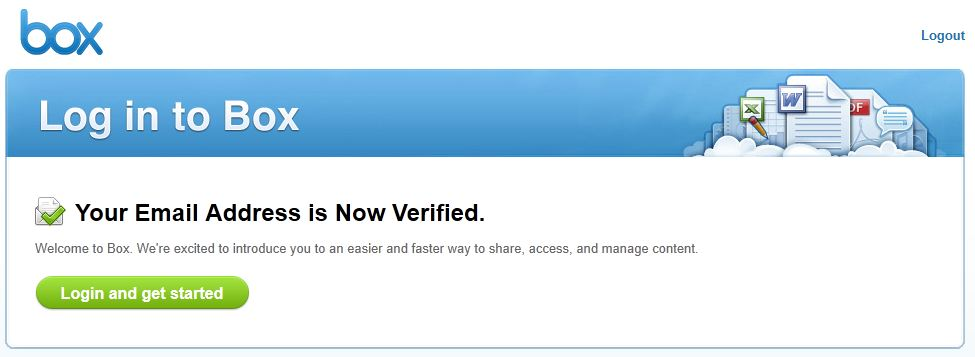 box
Logout
Log in to Box
X
W
DF
Your Email Address is Now Verified.
Welcome to Box. We're excited to introduce you to an easier and faster way to share, access, and manage content.
Login and get started